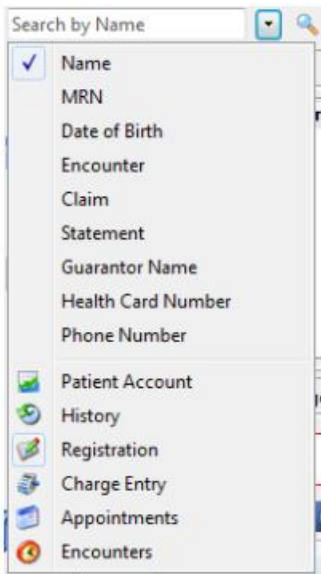 Search by Name
Name
MRN
Date of Birth
Encounter
Claim
Statement
Guarantor Name
Health Card Number
Phone Number
Patient Account
History
Registration
Charge Entry
Appointments
Encounters